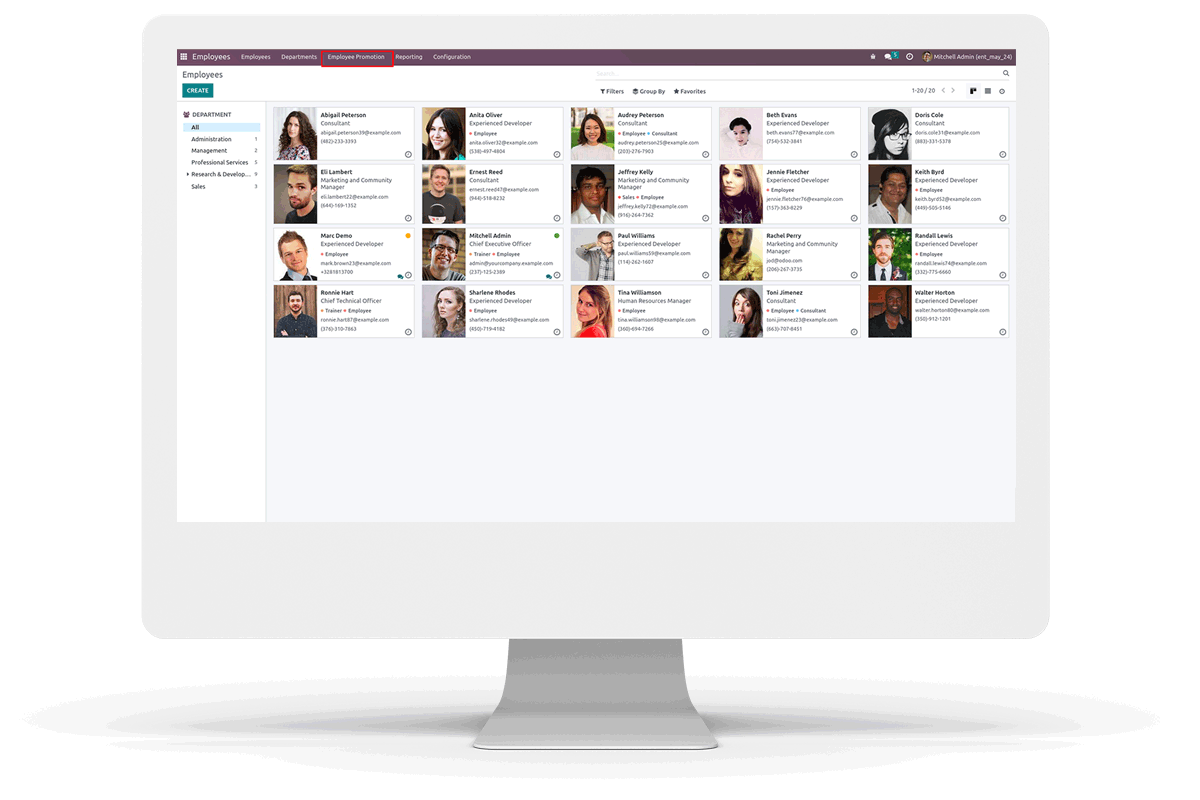 Employees Employees Departments Employee Promotion Reporting Configuration 5 Mitchell Admin (ent_may_24)
Employees
Search...
CREATE
Filters Group By Favorites
1-20 / 20
DEPARTMENT
All
Administration 1
Management 2
Professional Services 5
Research & Develop... 9
Sales 3
Abigail Peterson
Consultant
abigail.peterson39@example.com
(482)-233-3393
Anita Oliver
Experienced Developer
Employee
anita.oliver32@example.com
(538)-497-4804
Audrey Peterson
Consultant
Employee Consultant
audrey.peterson25@example.com
(203)-276-7903
Beth Evans
Experienced Developer
beth.evans77@example.com
(754)-532-3841
Doris Cole
Consultant
doris.cole31@example.com
(883)-331-5378
Eli Lambert
Marketing and Community
Manager
eli.lambert22@example.com
(644)-169-1352
Ernest Reed
Consultant
ernest.reed47@example.com
(944)-518-8232
Jeffrey Kelly
Marketing and Community
Manager
Sales Employee
jeffrey.kelly72@example.com
(916)-264-7362
Jennie Fletcher
Experienced Developer
Employee
jennie.fletcher76@example.com
(157)-363-8229
Keith Byrd
Experienced Developer
Employee
keith.byrd52@example.com
(449)-505-5146
Marc Demo
Experienced Developer
Employee
mark.brown23@example.com
+3281813700
Mitchell Admin
Chief Executive Officer
Trainer Employee
admin@yourcompany.example.com
(237)-125-2389
Paul Williams
Experienced Developer
paul.williams59@example.com
(114)-262-1607
Rachel Perry
Marketing and Community
Manager
jod@odoo.com
(206)-267-3735
Randall Lewis
Experienced Developer
Employee
randall.lewis74@example.com
(332)-775-6660
Ronnie Hart
Chief Technical Officer
Trainer Employee
ronnie.hart87@example.com
(376)-310-7863
Sharlene Rhodes
Experienced Developer
Employee
sharlene.rhodes49@example.com
(450)-719-4182
Tina Williamson
Human Resources Manager
Employee
tina.williamson98@example.com
(360)-694-7266
Toni Jimenez
Consultant
Employee Consultant
toni.jimenez23@example.com
(663)-707-8451
Walter Horton
Experienced Developer
walter.horton80@example.com
(350)-912-1201